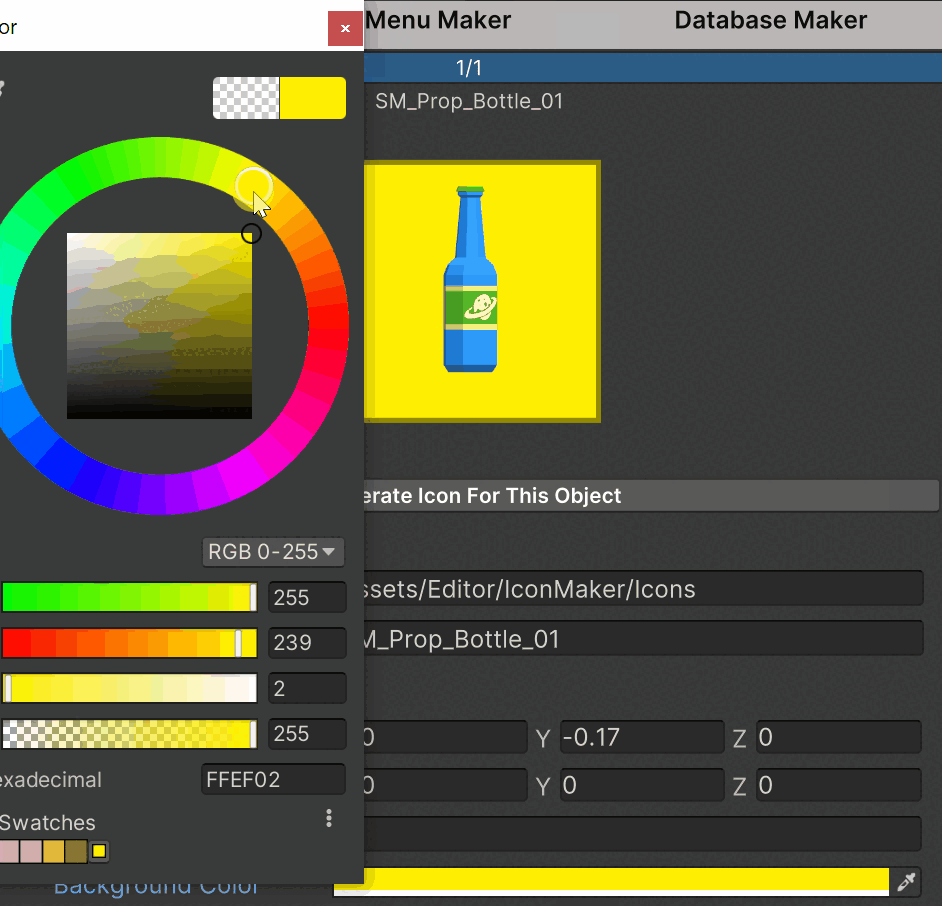 or
Menu Maker
Database Maker
1/1
SM_Prop_Bottle_01
erate Icon For This Object
RGB 0-255
255
239
2
255
exadecimal
FFEF02
Swatches
ssets/Editor/IconMaker/Icons
M_Prop_Bottle_01
0
Y
-0.17
Z
0
0
Y
0
Z
0
Background Color